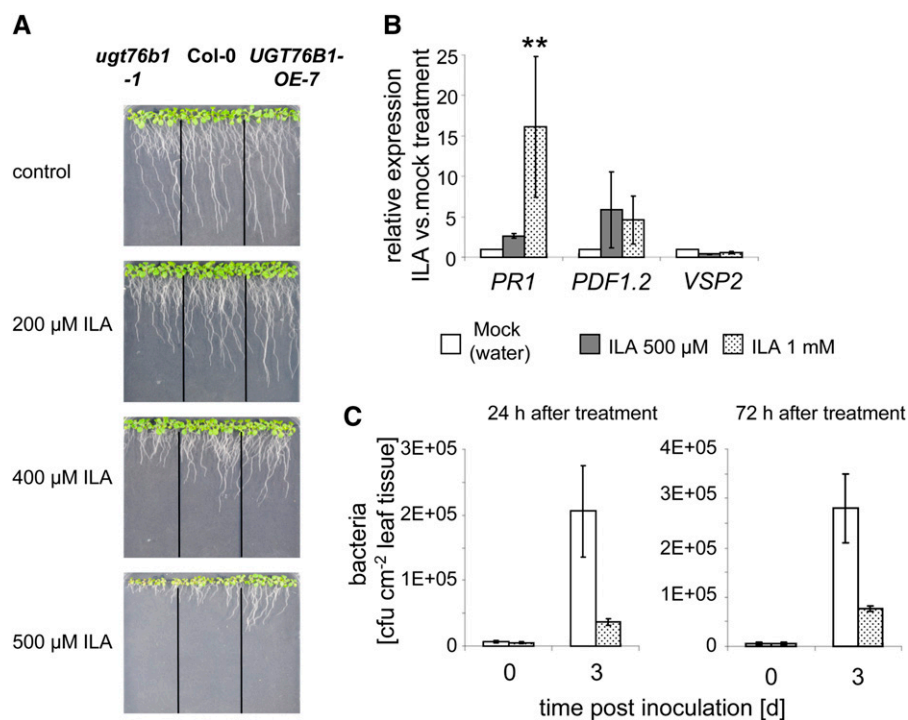 A
ugt76b1
-1
Col-0
UGT76B1-
OE-7
control
200 µM ILA
400 µM ILA
500 µM ILA
B
relative expression
ILA vs.mock treatment
25
20
15
10
5
0
**
PR1
PDF1.2
VSP2
Mock
(water)
ILA 500 µM
ILA 1 mM
C
24 h after treatment
72 h after treatment
bacteria
[cfu cm-2 leaf tissue]
3E+05
2E+05
1E+05
0
0
3
4E+05
3E+05
2E+05
1E+05
0
0
3
time post inoculation [d]